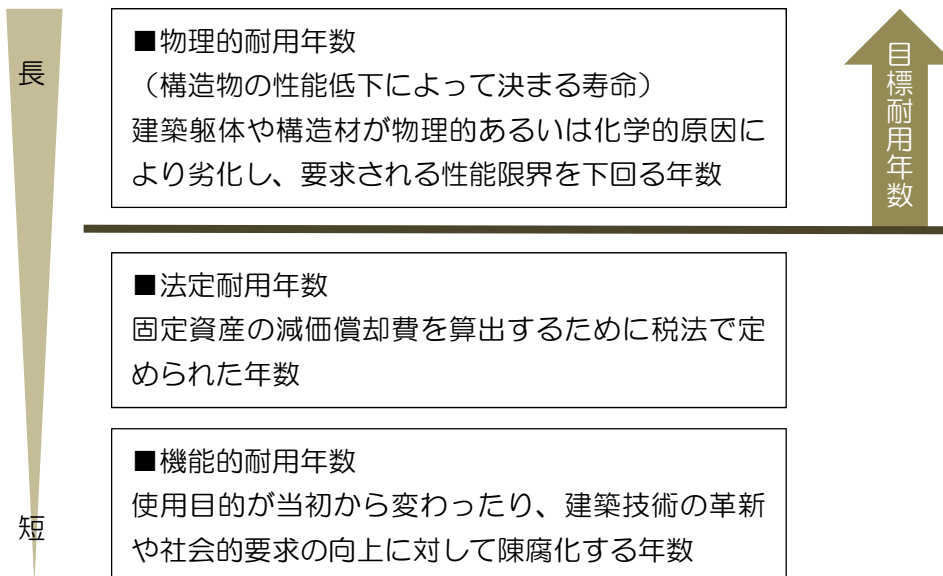 長
■物理的耐用年数
(構造物の性能低下によって決まる寿命)
建築躯体や構造材が物理的あるいは化学的原因に
より劣化し、要求される性能限界を下回る年数
目標耐用年数
■法定耐用年数
固定資産の減価償却費を算出するために税法で定
められた年数
■機能的耐用年数
使用目的が当初から変わったり、建築技術の革新
や社会的要求の向上に対して陳腐化する年数
短